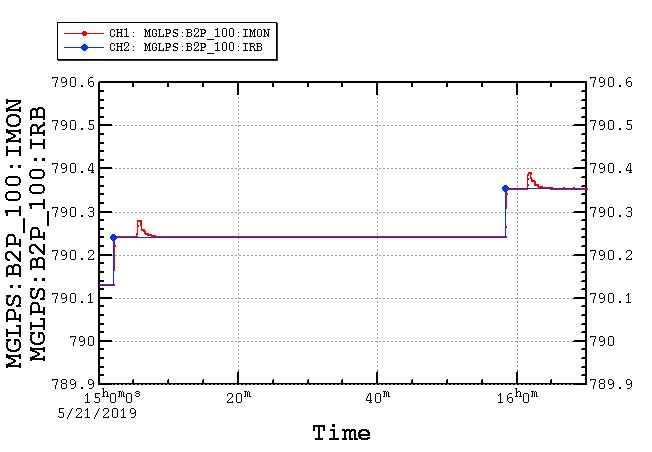 CH1: MGLPS:B2P_100:IMON
CH2: MGLPS:B2P_100:IRB
MGLPS:B2P_100:IMON
MGLPS:B2P_100:IRB
790.6 790.6
790.5 790.5
790.4 790.4
790.3 790.3
790.2 790.2
790.1 790.1
790 790
789.9 789.9
15h0m0s 20m 40m 16h0m
5/21/2019
Time